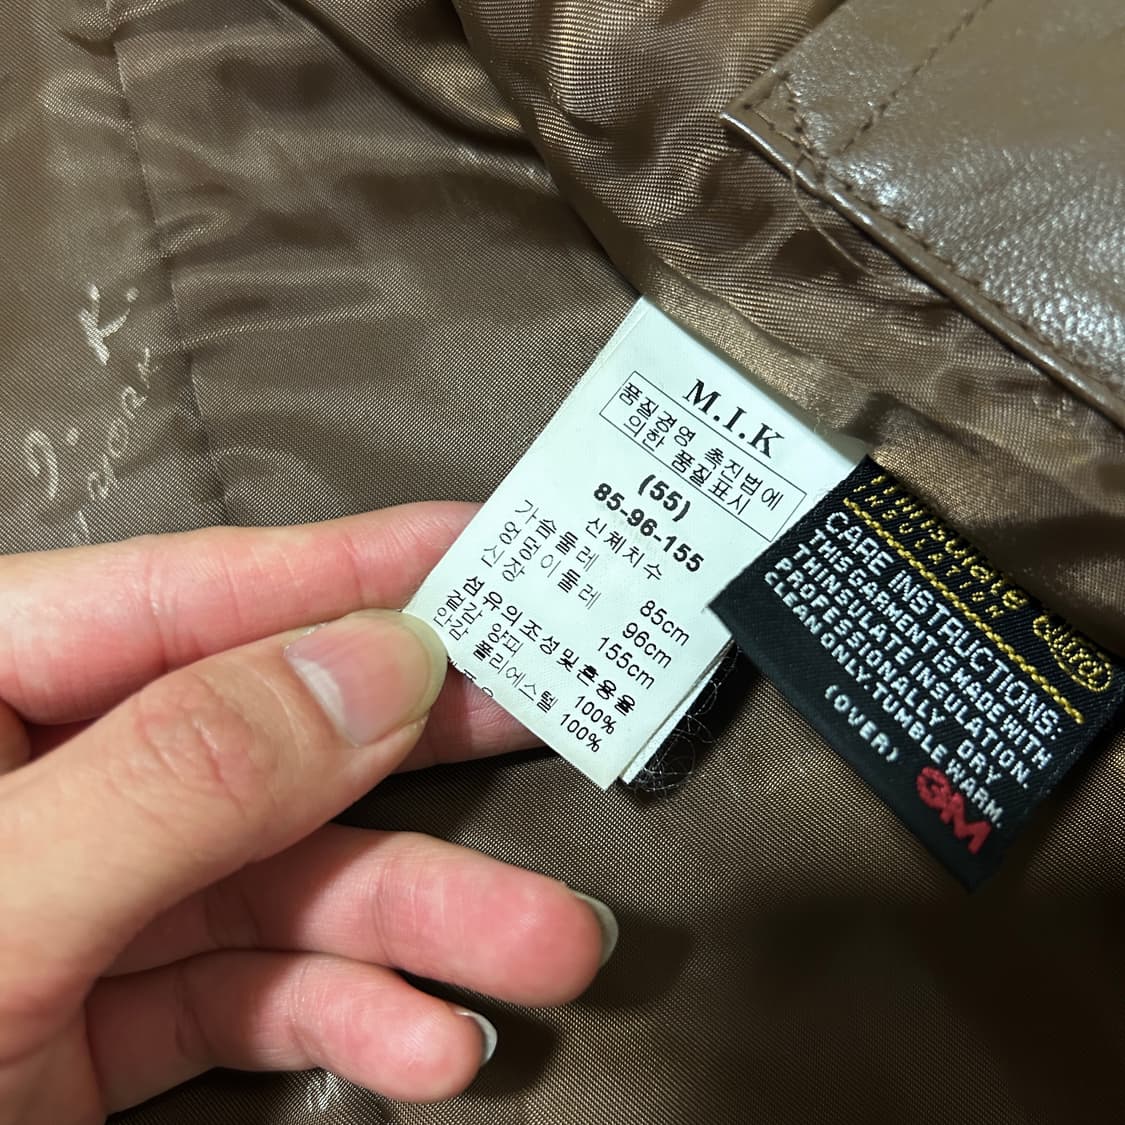 M.I.K
품질경영 촉진법에
의한 품질표시
(55)
85-96-155
신체치수
가슴둘레 85cm
엉덩이둘레 96cm
신장 155cm
섬유의조성및혼용율
겉감 양피 100%
안감 폴리에스텔 100%
Thinsulate
CARE INSTRUCTIONS:
THIS GARMENT IS MADE WITH
THINSULATE INSULATION.
PROFESSIONALLY DRY
CLEAN ONLY TUMBLE WARM.
(OVER)
3M
J.
Park K.